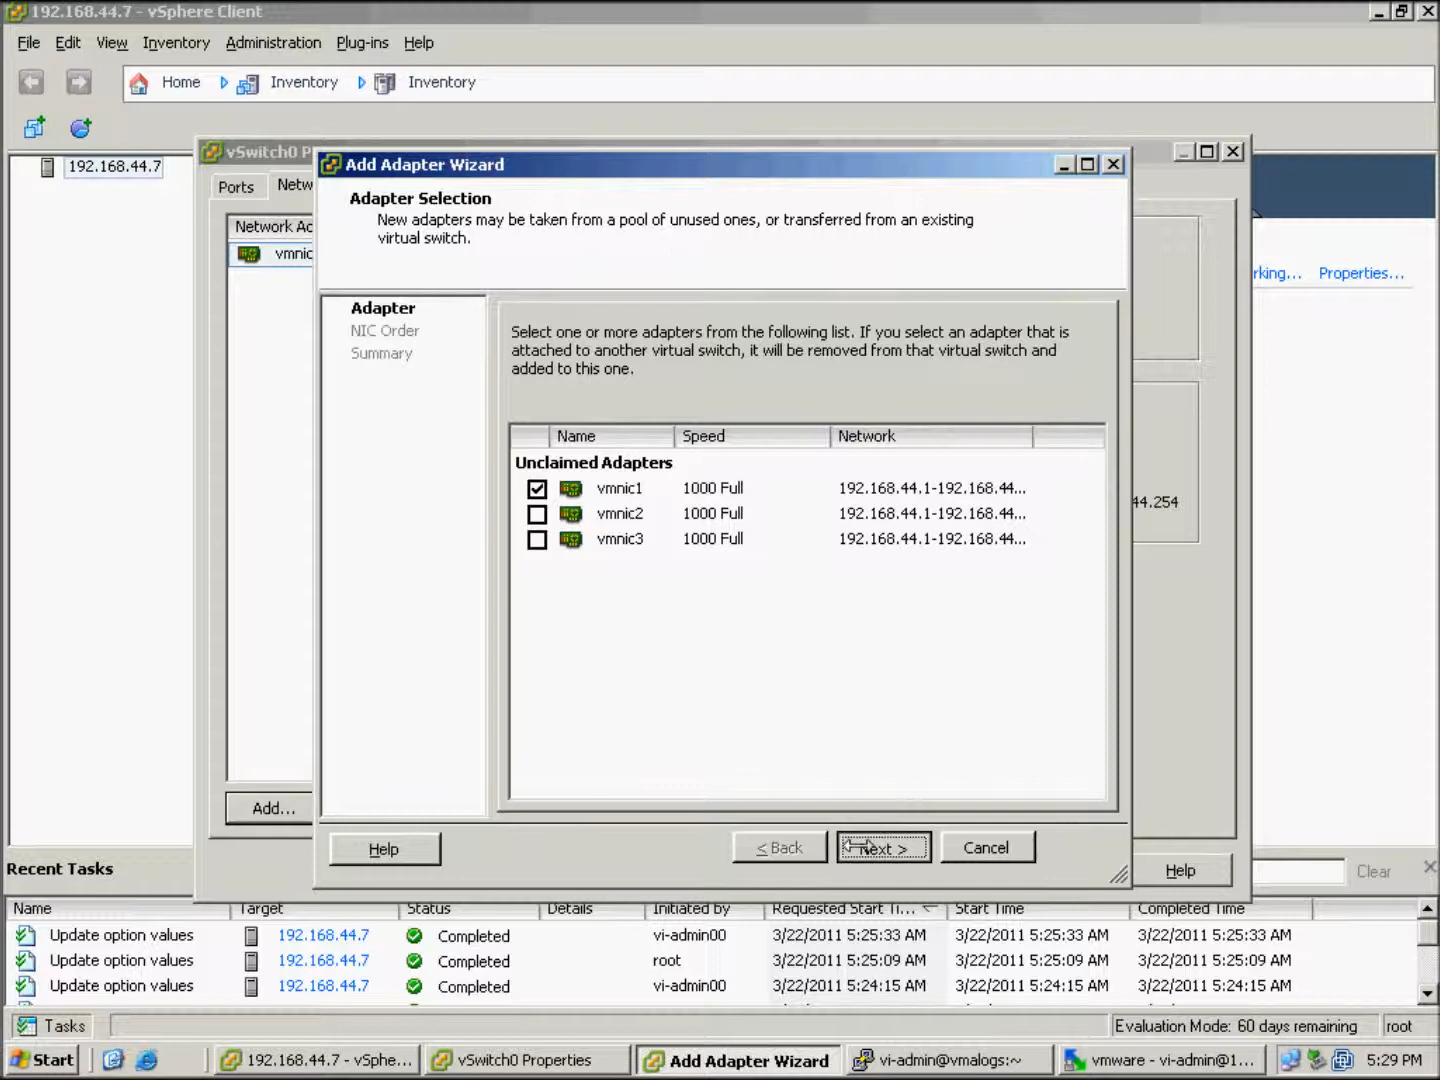 192.168.44.7 - vSphere Client
File Edit View Inventory Administration Plug-ins Help
Home Inventory Inventory
192.168.44.7
vSwitch0 P
Ports Netw
Network Ac
vmnic
Add...
Add Adapter Wizard
Adapter Selection
New adapters may be taken from a pool of unused ones, or transferred from an existing
virtual switch.
Adapter
NIC Order
Summary
Select one or more adapters from the following list. If you select an adapter that is
attached to another virtual switch, it will be removed from that virtual switch and
added to this one.
Name Speed Network
Unclaimed Adapters
vmnic1 1000 Full 192.168.44.1-192.168.44...
vmnic2 1000 Full 192.168.44.1-192.168.44...
vmnic3 1000 Full 192.168.44.1-192.168.44...
Help < Back Next > Cancel
rking... Properties...
44.254
Help
Recent Tasks
Clear
Name Target Status Details Initiated by Requested Start Ti... Start Time Completed Time
Update option values 192.168.44.7 Completed vi-admin00 3/22/2011 5:25:33 AM 3/22/2011 5:25:33 AM 3/22/2011 5:25:33 AM
Update option values 192.168.44.7 Completed root 3/22/2011 5:25:09 AM 3/22/2011 5:25:09 AM 3/22/2011 5:25:09 AM
Update option values 192.168.44.7 Completed vi-admin00 3/22/2011 5:24:15 AM 3/22/2011 5:24:15 AM 3/22/2011 5:24:15 AM
Tasks Evaluation Mode: 60 days remaining root
Start 192.168.44.7 - vSphe... vSwitch0 Properties Add Adapter Wizard vi-admin@vmalogs:~ vmware - vi-admin@1... 5:29 PM